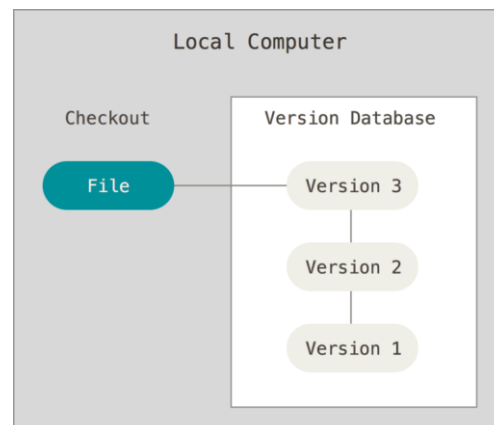 Local Computer
Checkout
Version Database
File
Version 3
Version 2
Version 1